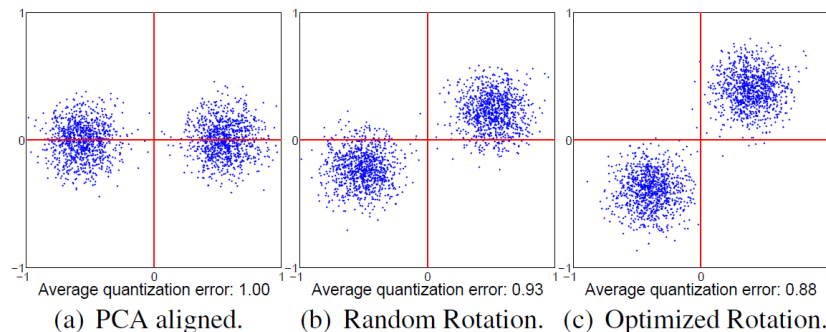 1
1
1
0
0
0
-1
-1
-1
-1 0 1
-1 0 1
-1 0 1
Average quantization error: 1.00
Average quantization error: 0.93
Average quantization error: 0.88
(a) PCA aligned.
(b) Random Rotation.
(c) Optimized Rotation.